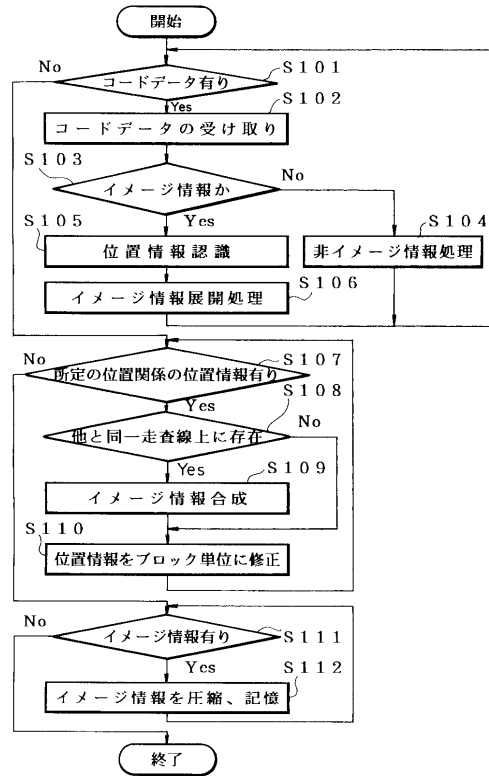 開始
No
コードデータ有り
S101
Yes
S102
コードデータの受け取り
S103
イメージ情報か
No
Yes
S105
S104
位置情報認識
非イメージ情報処理
S106
イメージ情報展開処理
No
S107
所定の位置関係の位置情報有り
Yes
S108
他と同一走査線上に存在
No
Yes
S109
イメージ情報合成
S110
位置情報をブロック単位に修正
No
イメージ情報有り
S111
Yes
S112
イメージ情報を圧縮、記憶
終了